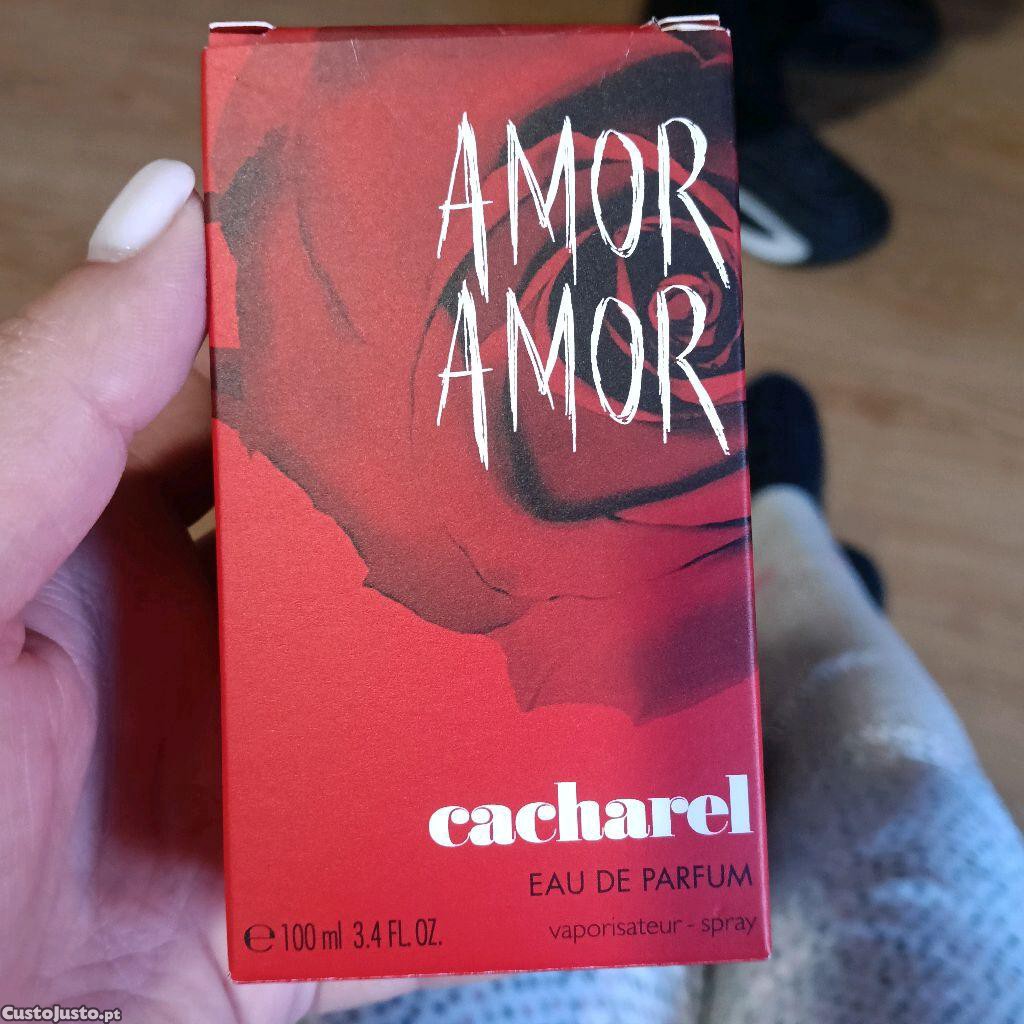 AMOR
AMOR
cacharel
EAU DE PARFUM
℮ 100 ml 3.4 FL. OZ.
vaporisateur - spray
CustoJusto.pt